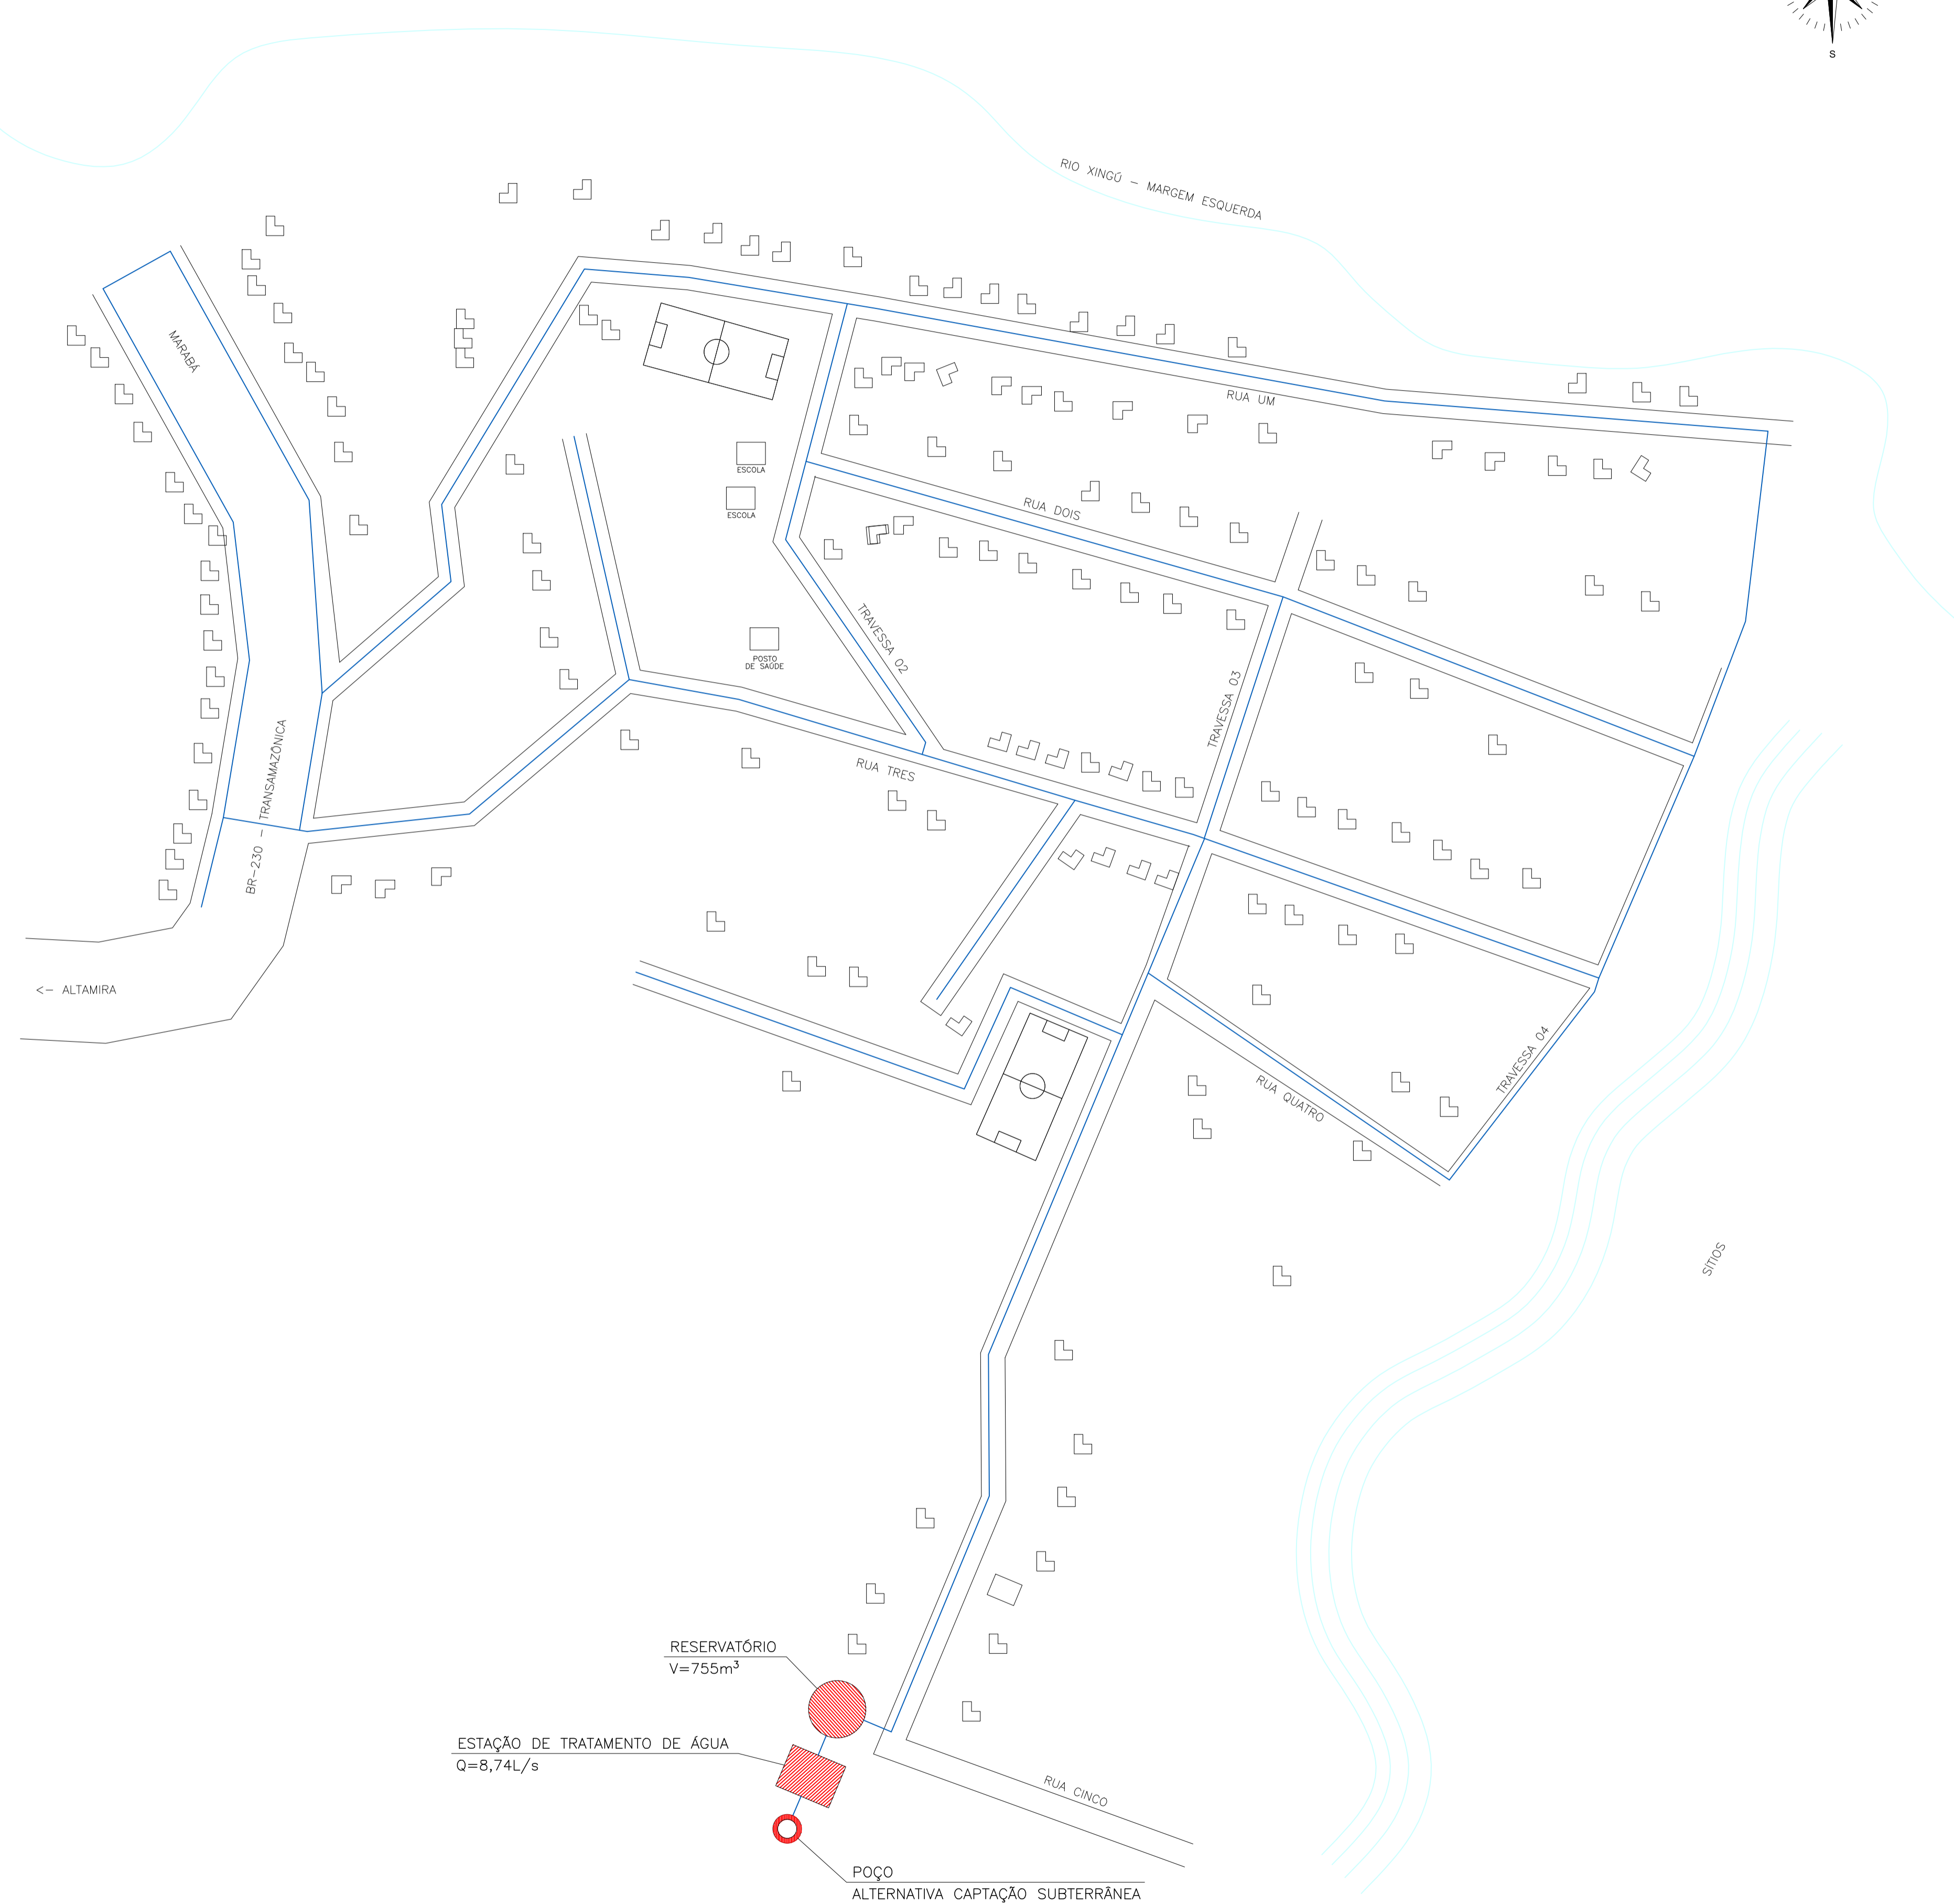 S
RIO XINGÚ - MARGEM ESQUERDA
MARABÁ
RUA UM
ESCOLA
ESCOLA
RUA DOIS
TRAVESSA 02
POSTO
DE SAÚDE
TRAVESSA 03
BR-230 - TRANSAMAZÔNICA
RUA TRES
<- ALTAMIRA
TRAVESSA 04
RUA QUATRO
SÍTIOS
RESERVATÓRIO
V=755m³
ESTAÇÃO DE TRATAMENTO DE ÁGUA
Q=8,74L/s
RUA CINCO
POÇO
ALTERNATIVA CAPTAÇÃO SUBTERRÂNEA